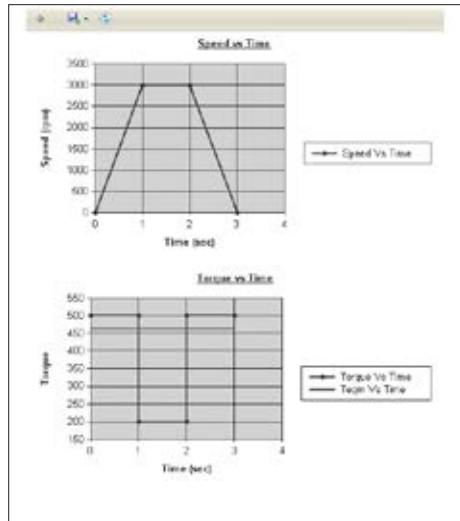 Speed vs Time
3500
3000
2500
2000
1500
1000
500
0
Speed (rpm)
0 1 2 3 4
Time (sec)
Speed Vs Time
Torque vs Time
550
500
450
400
350
300
250
200
150
Torque
0 1 2 3 4
Time (sec)
Torque Vs Time
Vs Time